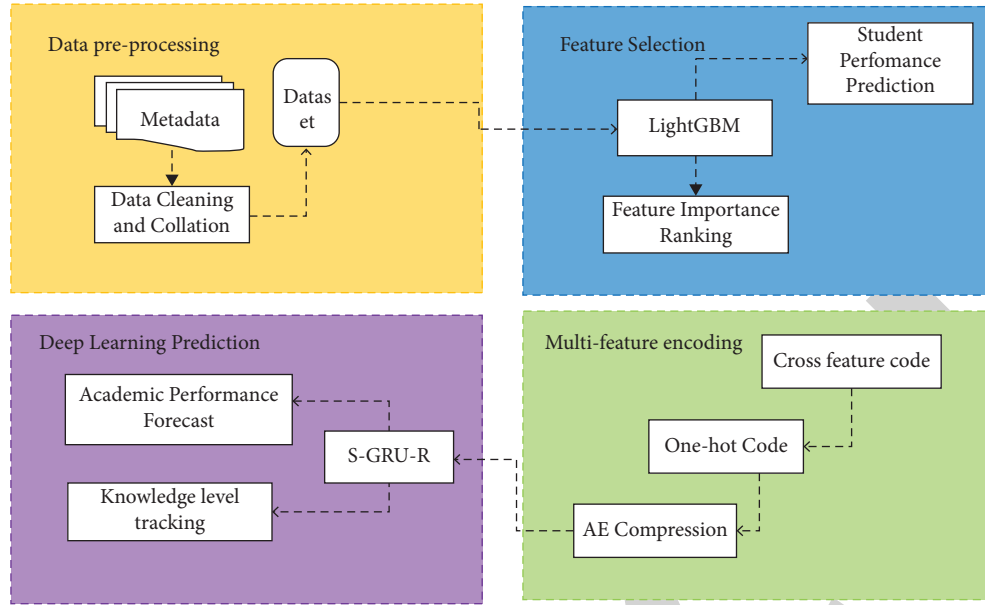 Data pre-processing
Metadata
Datas
et
Data Cleaning
and Collation
Feature Selection
Student
Perfomance
Prediction
LightGBM
Feature Importance
Ranking
Deep Learning Prediction
Academic Performance
Forecast
S-GRU-R
Knowledge level
tracking
Multi-feature encoding
Cross feature code
One-hot Code
AE Compression